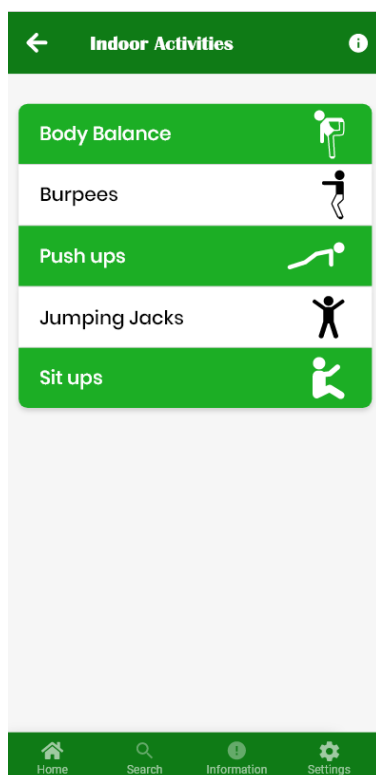 Indoor Activities
Body Balance
Burpees
Push ups
Jumping Jacks
Sit ups
Home Search Information Settings